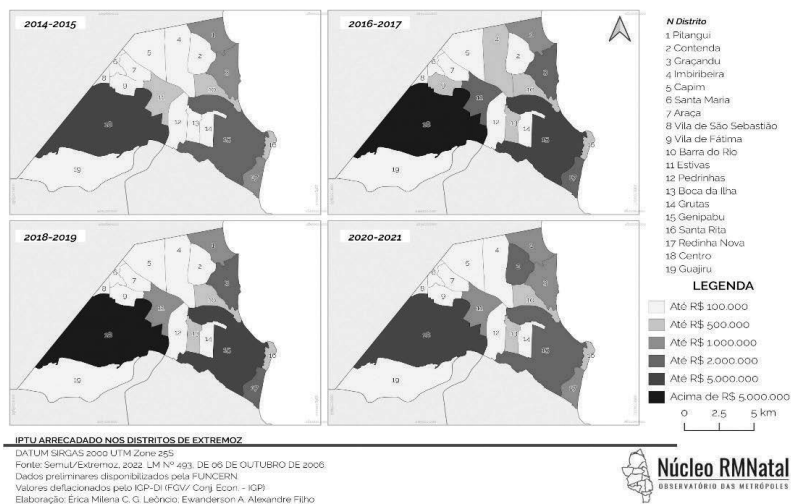 2014-2015
2016-2017
2018-2019
2020-2021
N Distrito
1 Pitangui
2 Contenda
3 Graçandu
4 Imbiribeira
5 Capim
6 Santa Maria
7 Araça
8 Vila de São Sebastião
9 Vila de Fátima
10 Barra do Rio
11 Estivas
12 Pedrinhas
13 Boca da Ilha
14 Grutas
15 Genipabu
16 Santa Rita
17 Redinha Nova
18 Centro
19 Guajiru
LEGENDA
Até R$ 100.000
Até R$ 500.000
Até R$ 1.000.000
Até R$ 2.000.000
Até R$ 5.000.000
Acima de R$ 5.000.000
0 2,5 5 km
IPTU ARRECADADO NOS DISTRITOS DE EXTREMOZ
DATUM SIRGAS 2000 UTM Zone 25S
Fonte: Semut/Extremoz, 2022. LM Nº 493, DE 06 DE OUTUBRO DE 2006
Dados preliminares disponibilizados pela FUNCERN
Valores deflacionados pelo IGP-DI (FGV/ Conj. Econ. - IGP)
Elaboração: Érica Milena C. G. Leôncio; Ewanderson A. Alexandre Filho
Núcleo RMNatal
OBSERVATÓRIO DAS METRÓPOLES